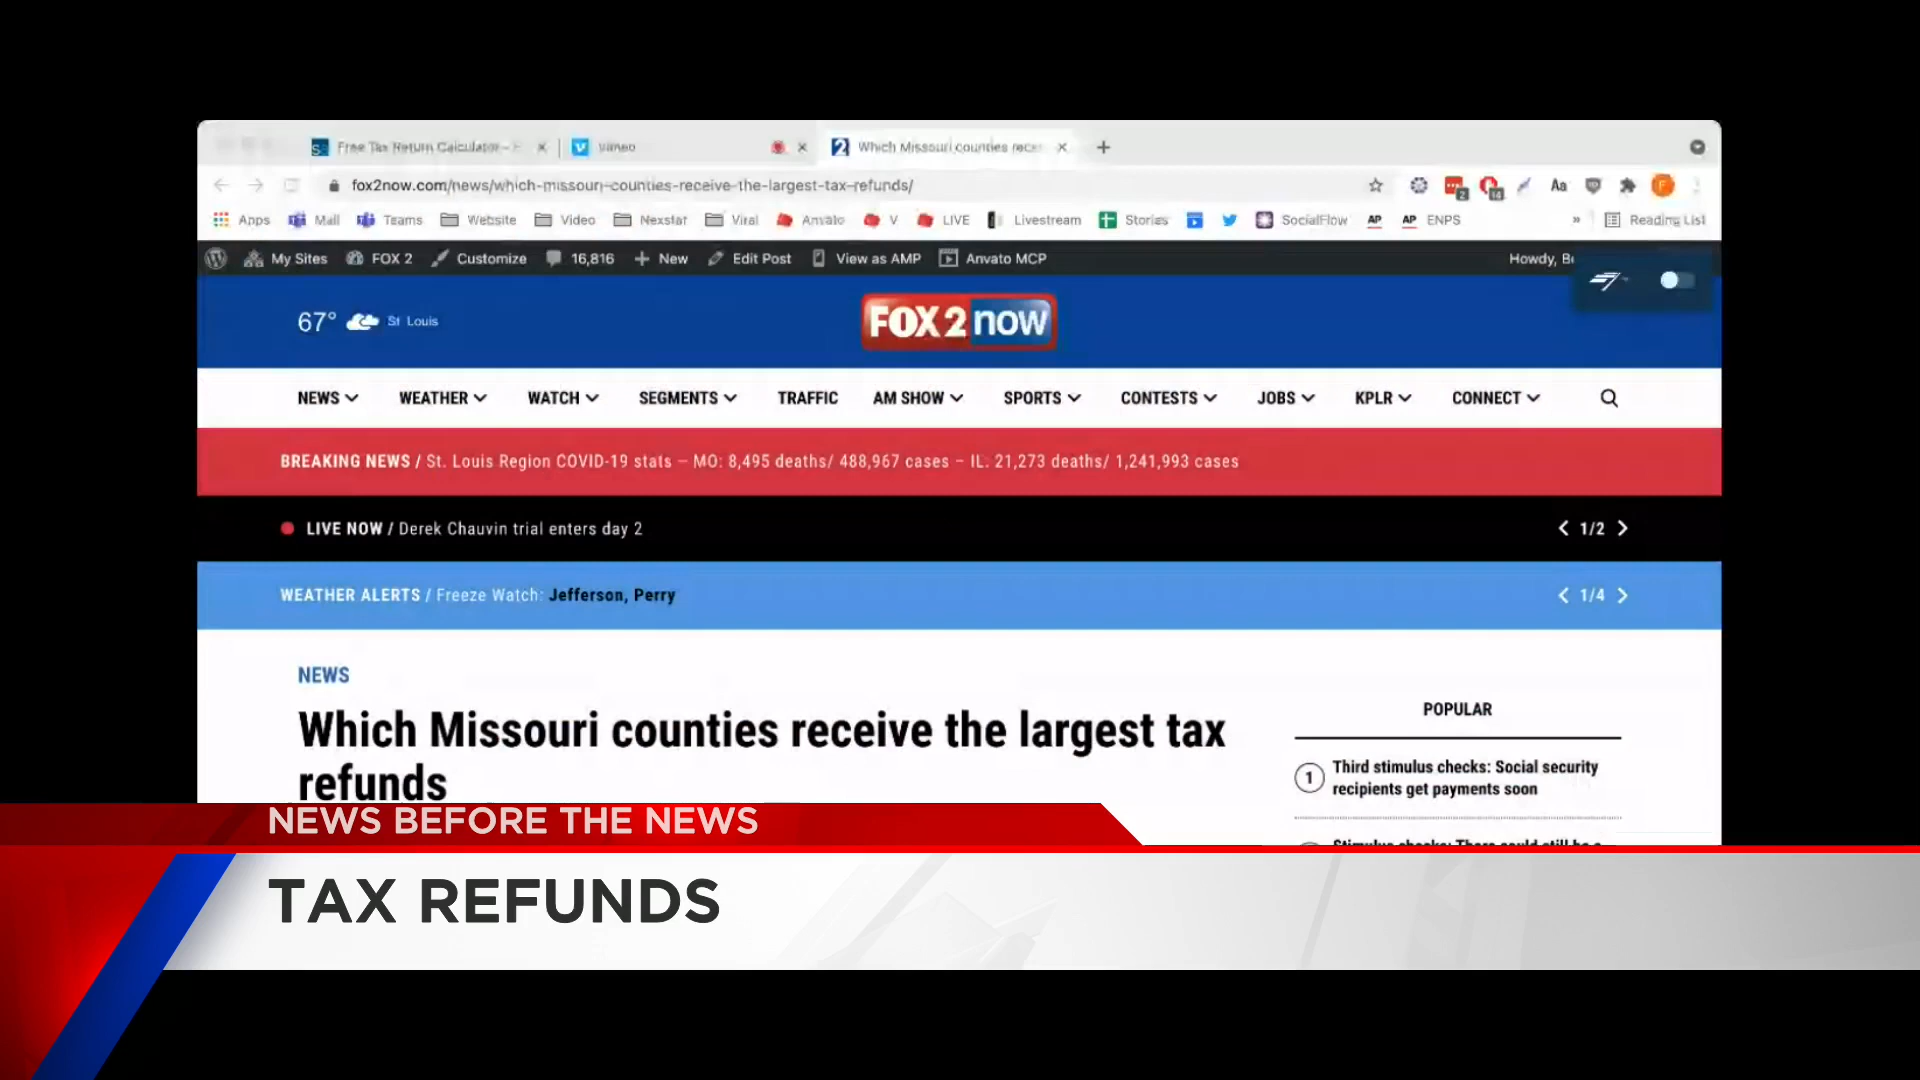 Free Tax Return Calculator -
vimeo
Which Missouri counties rece
fox2now.com/news/which-missouri-counties-receive-the-largest-tax-refunds/
Apps Mail Teams Website Video Nexstar Viral Anvato V LIVE Livestream Stories SocialFlow AP AP ENPS » Reading List
My Sites FOX 2 Customize 16,816 New Edit Post View as AMP Anvato MCP Howdy, Be
67° St Louis
FOX 2 now
NEWS WEATHER WATCH SEGMENTS TRAFFIC AM SHOW SPORTS CONTESTS JOBS KPLR CONNECT
BREAKING NEWS / St. Louis Region COVID-19 stats – MO: 8,495 deaths/ 488,967 cases – IL. 21,273 deaths/ 1,241,993 cases
LIVE NOW / Derek Chauvin trial enters day 2 1/2
WEATHER ALERTS / Freeze Watch: Jefferson, Perry 1/4
NEWS
Which Missouri counties receive the largest tax
refunds
POPULAR
1 Third stimulus checks: Social security
recipients get payments soon
Stimulus checks: There could still be a
NEWS BEFORE THE NEWS
TAX REFUNDS